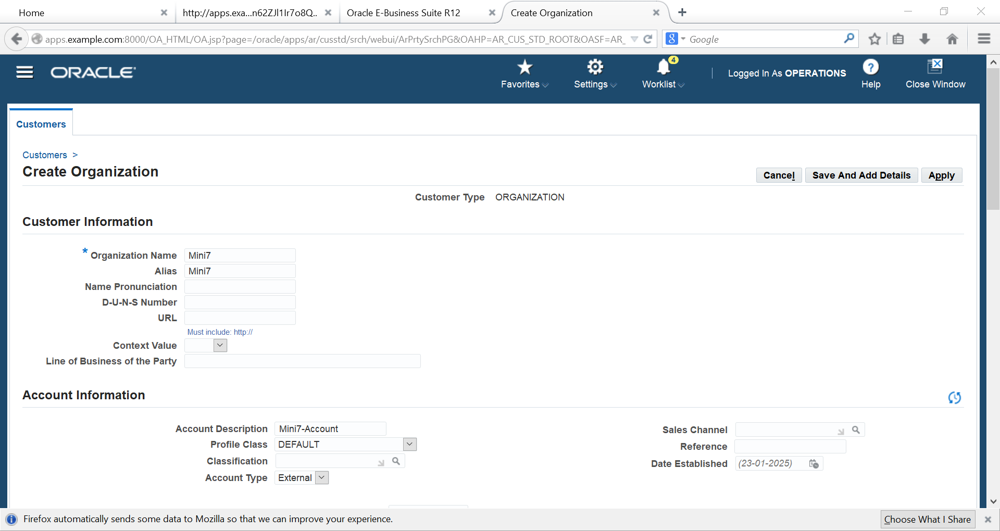 Home
http://apps.exa...n62ZJl1Ir7o8Q..
Oracle E-Business Suite R12
Create Organization
apps.example.com:8000/OA_HTML/OA.jsp?page=/oracle/apps/ar/cusstd/srch/webui/ArPrtySrchPG&OAHP=AR_CUS_STD_ROOT&OASF=AR_
8 Google
ORACLE
Favorites
Settings
4
Worklist
Logged In As OPERATIONS
? Help
Close Window
Customers
Customers >
Create Organization
Cancel
Save And Add Details
Apply
Customer Type ORGANIZATION
Customer Information
* Organization Name Mini7
Alias Mini7
Name Pronunciation
D-U-N-S Number
URL
Must include: http://
Context Value
Line of Business of the Party
Account Information
Account Description Mini7-Account
Profile Class DEFAULT
Classification
Account Type External
Sales Channel
Reference
Date Established (23-01-2025)
Firefox automatically sends some data to Mozilla so that we can improve your experience.
Choose What I Share